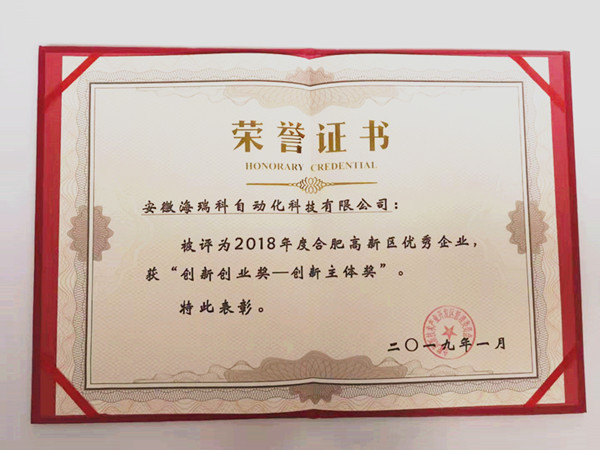 荣誉证书
HONORARY CREDENTIAL
安徽海瑞科自动化科技有限公司：
被评为2018年度合肥高新区优秀企业，
获“创新创业奖—创新主体奖”。
特此表彰。
二〇一九年一月